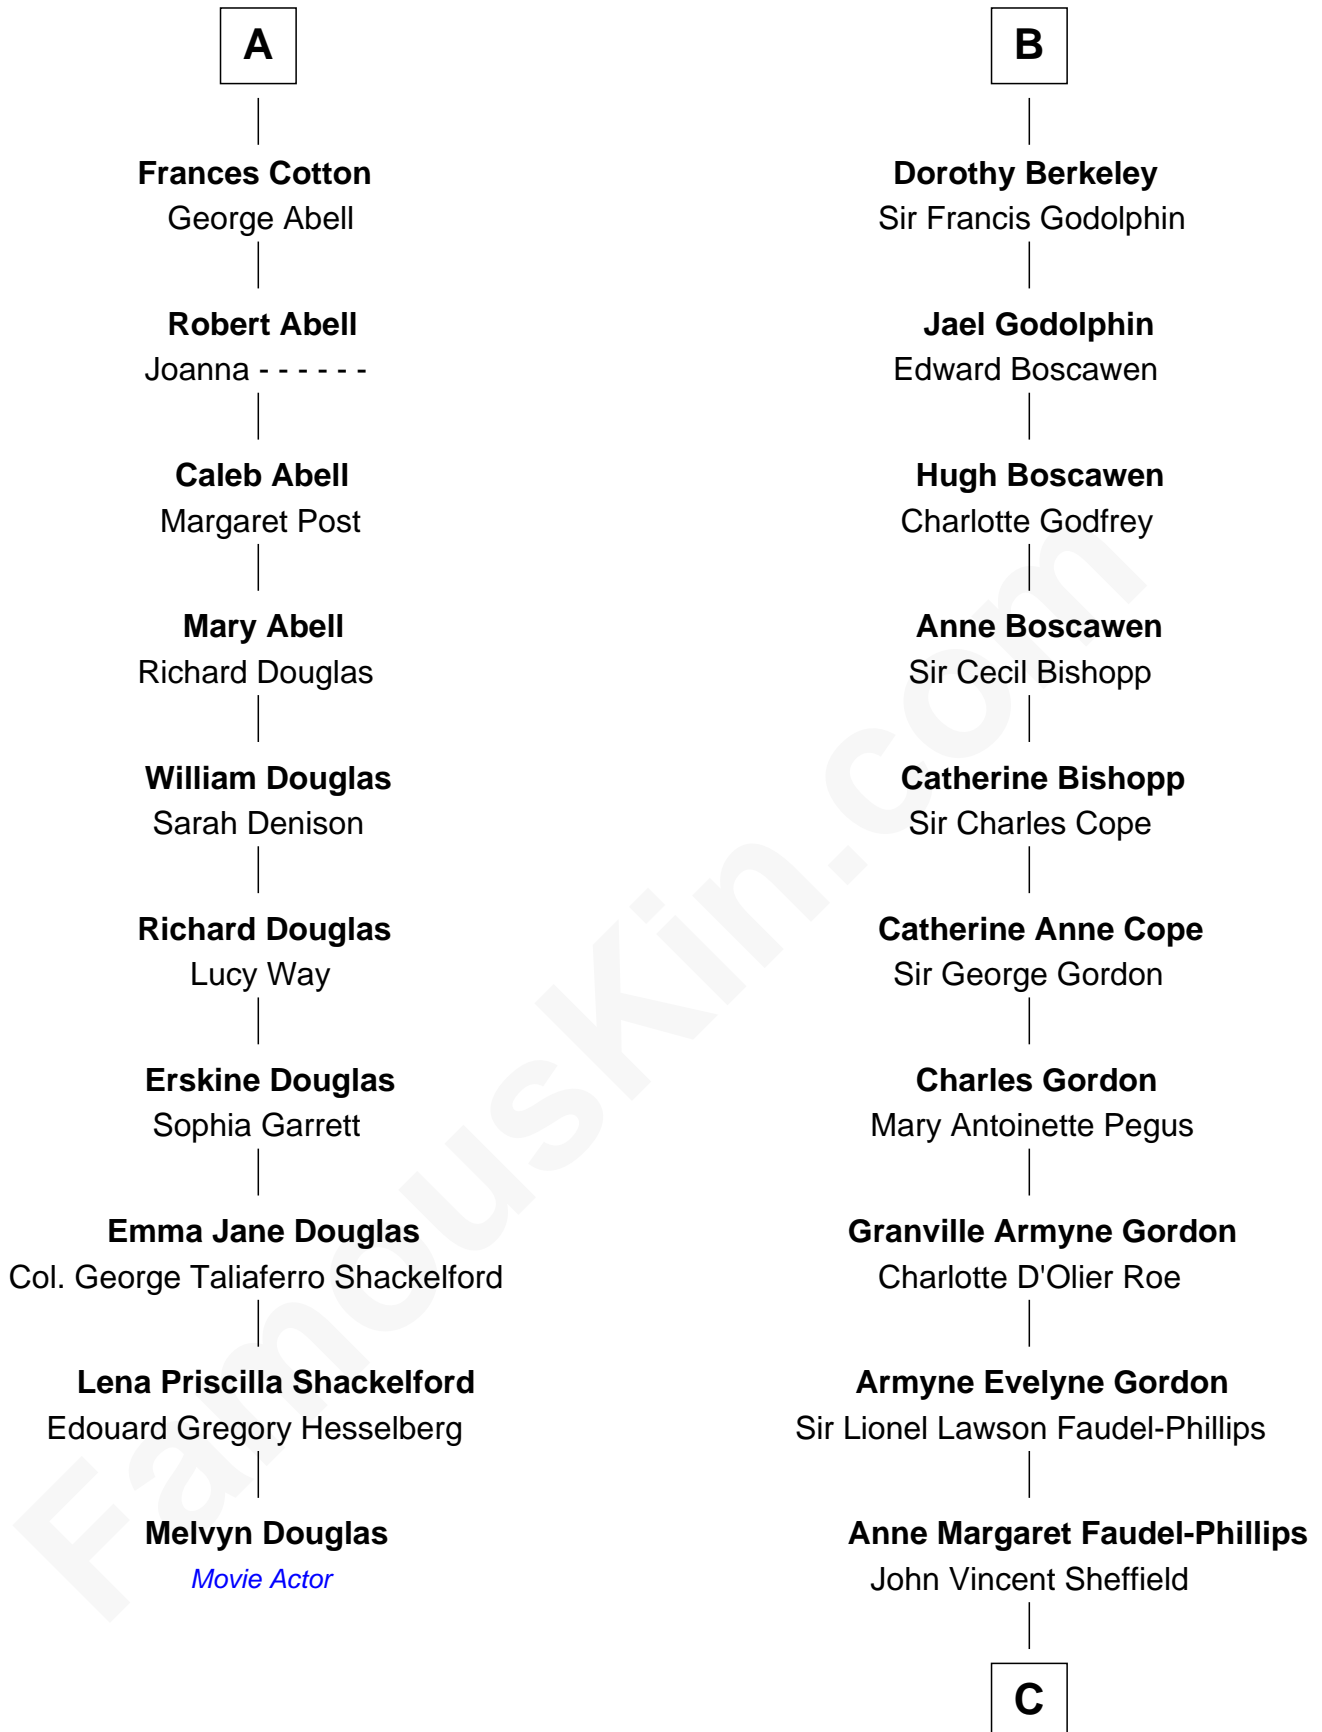 A
Frances Cotton
George Abell
Robert Abell
Joanna - - - - - -
Caleb Abell
Margaret Post
Mary Abell
Richard Douglas
William Douglas
Sarah Denison
Richard Douglas
Lucy Way
Erskine Douglas
Sophia Garrett
Emma Jane Douglas
Col. George Taliaferro Shackelford
Lena Priscilla Shackelford
Edouard Gregory Hesselberg
Melvyn Douglas
Movie Actor
B
Dorothy Berkeley
Sir Francis Godolphin
Jael Godolphin
Edward Boscawen
Hugh Boscawen
Charlotte Godfrey
Anne Boscawen
Sir Cecil Bishopp
Catherine Bishopp
Sir Charles Cope
Catherine Anne Cope
Sir George Gordon
Charles Gordon
Mary Antoinette Pegus
Granville Armyne Gordon
Charlotte D'Olier Roe
Armyne Evelyne Gordon
Sir Lionel Lawson Faudel-Phillips
Anne Margaret Faudel-Phillips
John Vincent Sheffield
C
FamousKin.com